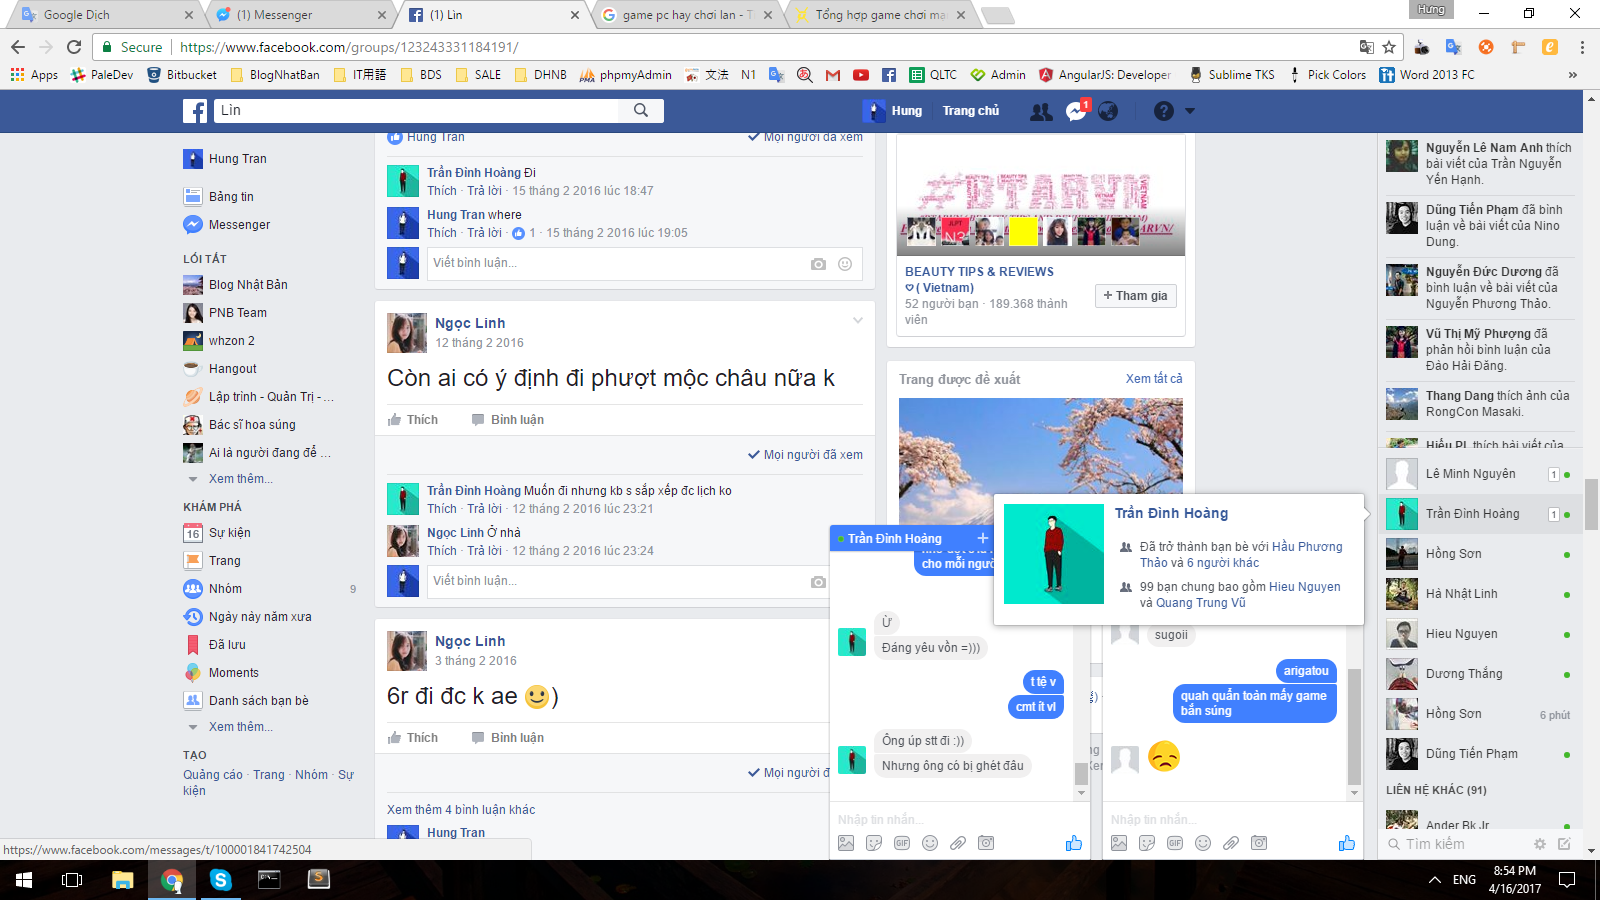 Google Dịch
(1) Messenger
(1) Lìn
game pc hay chơi lan - T
Tổng hợp game chơi mạ
Hưng
Secure
https://www.facebook.com/groups/123243331184191/
Apps
PaleDev
Bitbucket
BlogNhatBan
IT用語
BDS
SALE
DHNB
phpmyAdmin
文法
N1
QLTC
Admin
AngularJS: Developer
Sublime TKS
Pick Colors
Word 2013 FC
»
Lìn
Hung
Trang chủ
1
Hung Tran
Bảng tin
Messenger
LỐI TẮT
Blog Nhật Bản
PNB Team
whzon 2
Hangout
Lập trình - Quản Trị - ...
Bác sĩ hoa súng
Ai là người đang để ...
Xem thêm...
KHÁM PHÁ
16 Sự kiện
Trang
Nhóm 9
Ngày này năm xưa
Đã lưu
Moments
Danh sách bạn bè
Xem thêm...
TẠO
Quảng cáo · Trang · Nhóm · Sự
kiện
Hung Tran
Mọi người đã xem
Trần Đình Hoàng Đi
Thích · Trả lời · 15 tháng 2 2016 lúc 18:47
Hung Tran where
Thích · Trả lời · 1 · 15 tháng 2 2016 lúc 19:05
Viết bình luận...
Ngọc Linh
12 tháng 2 2016
Còn ai có ý định đi phượt mộc châu nữa k
Thích Bình luận
Mọi người đã xem
Trần Đình Hoàng Muốn đi nhưng kb s sắp xếp đc lịch ko
Thích · Trả lời · 12 tháng 2 2016 lúc 23:21
Ngọc Linh Ở nhà
Thích · Trả lời · 12 tháng 2 2016 lúc 23:24
Viết bình luận...
Ngọc Linh
3 tháng 2 2016
6r đi đc k ae 🙂)
Thích Bình luận
Mọi người đ
Xem thêm 4 bình luận khác
Hung Tran
#BTARVN
JLPT
N3
BEAUTY TIPS & REVIEWS
♡ ( Vietnam)
52 người bạn · 189.368 thành
viên
+ Tham gia
Trang được đề xuất
Xem tất cả
Trần Đình Hoàng
cho mỗi ngườ
Ừ
Đáng yêu vồn =)))
t tệ v
cmt ít vl
Ông úp stt đi :))
Nhưng ông có bị ghét đâu
Nhập tin nhắn...
GIF
Trần Đình Hoàng
Đã trở thành bạn bè với Hầu Phương
Thảo và 6 người khác
99 bạn chung bao gồm Hieu Nguyen
và Quang Trung Vũ
sugoii
arigatou
quah quẩn toàn mấy game
bắn súng
😞
Nhập tin nhắn...
GIF
Nguyễn Lê Nam Anh thích
bài viết của Trần Nguyễn
Yến Hạnh.
Dũng Tiến Phạm đã bình
luận về bài viết của Nino
Dung.
Nguyễn Đức Dương đã
bình luận về bài viết của
Nguyễn Phương Thảo.
Vũ Thị Mỹ Phượng đã
phản hồi bình luận của
Đào Hải Đăng.
Thang Dang thích ảnh của
RongCon Masaki.
Hiếu PL thích bài viết của
Lê Minh Nguyên 1
Trần Đình Hoàng 1
Hồng Sơn
Hà Nhật Linh
Hieu Nguyen
Dương Thắng
Hồng Sơn 6 phút
Dũng Tiến Phạm
LIÊN HỆ KHÁC (91)
Ander Bk Jr
Tìm kiếm
https://www.facebook.com/messages/t/100001841742504
ENG
8:54 PM
4/16/2017